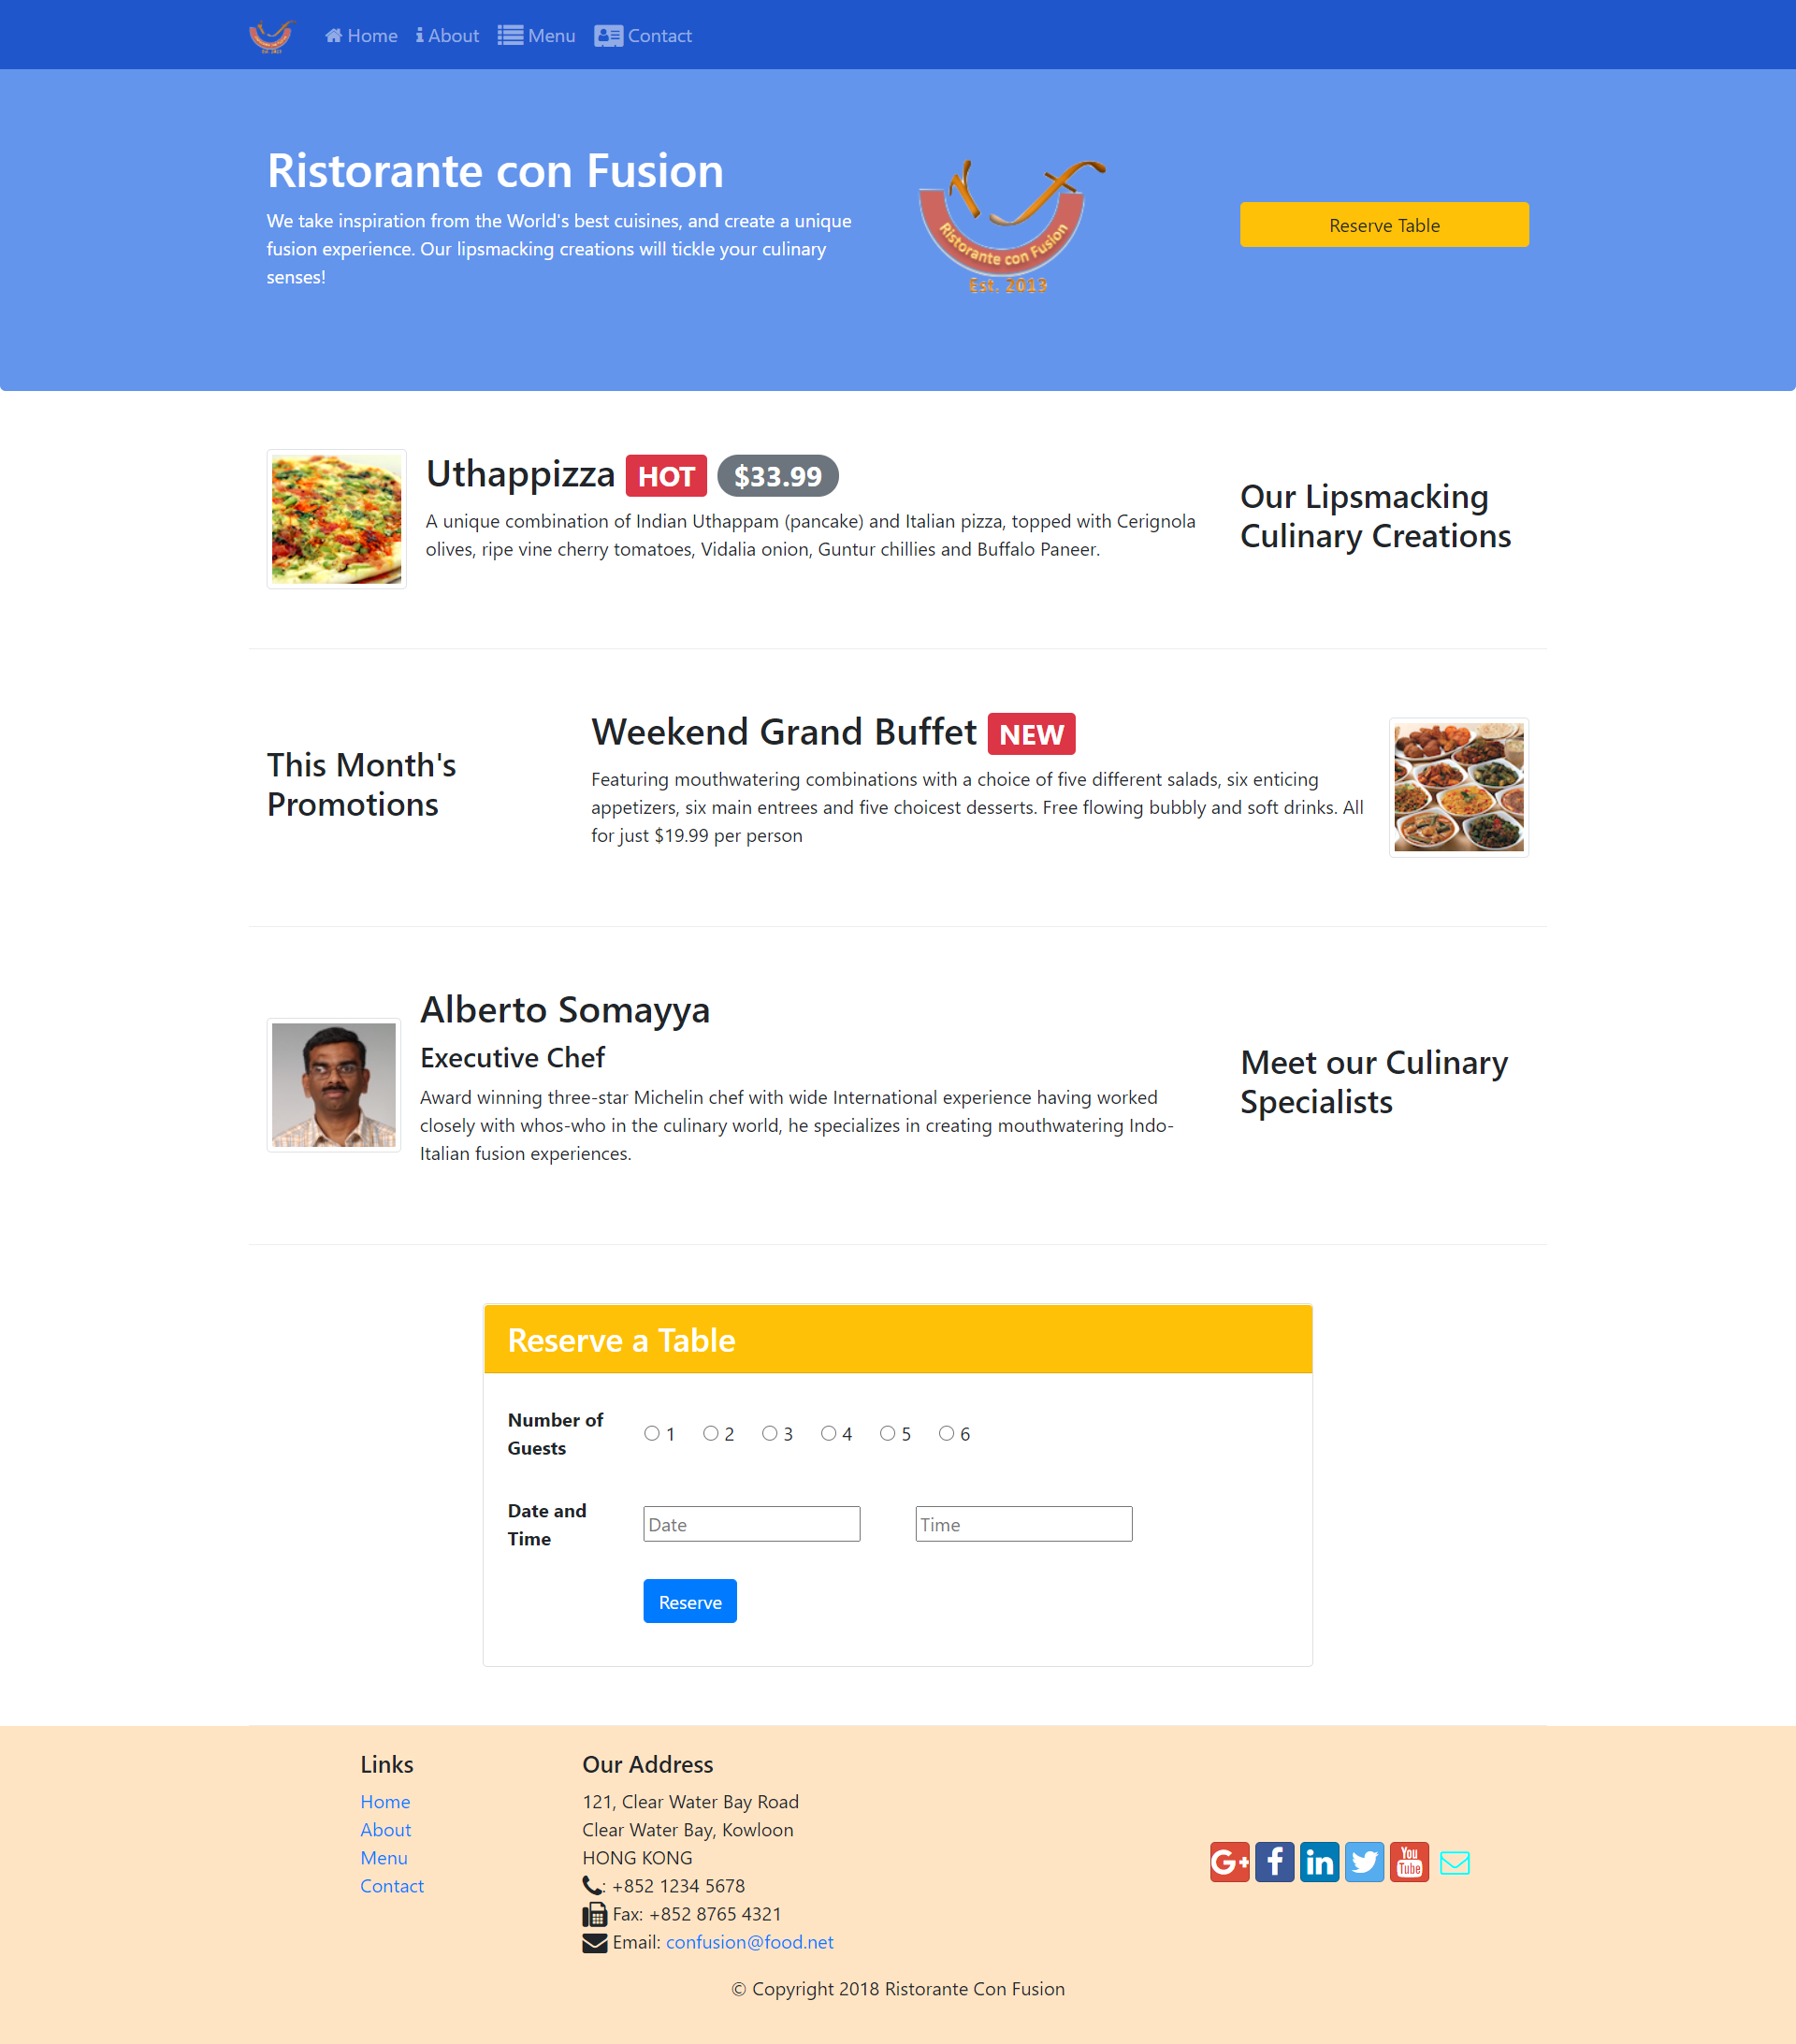 Home About Menu Contact
Ristorante con Fusion
We take inspiration from the World's best cuisines, and create a unique
fusion experience. Our lipsmacking creations will tickle your culinary
senses!
Ristorante con Fusion
Est. 2013
Reserve Table
Uthappizza HOT $33.99
A unique combination of Indian Uthappam (pancake) and Italian pizza, topped with Cerignola
olives, ripe vine cherry tomatoes, Vidalia onion, Guntur chillies and Buffalo Paneer.
Our Lipsmacking
Culinary Creations
This Month's
Promotions
Weekend Grand Buffet NEW
Featuring mouthwatering combinations with a choice of five different salads, six enticing
appetizers, six main entrees and five choicest desserts. Free flowing bubbly and soft drinks. All
for just $19.99 per person
Alberto Somayya
Executive Chef
Award winning three-star Michelin chef with wide International experience having worked
closely with whos-who in the culinary world, he specializes in creating mouthwatering Indo-
Italian fusion experiences.
Meet our Culinary
Specialists
Reserve a Table
Number of
Guests
1 2 3 4 5 6
Date and
Time
Date Time
Reserve
Links
Home
About
Menu
Contact
Our Address
121, Clear Water Bay Road
Clear Water Bay, Kowloon
HONG KONG
: +852 1234 5678
Fax: +852 8765 4321
Email: confusion@food.net
G+ f in You
Tube
© Copyright 2018 Ristorante Con Fusion